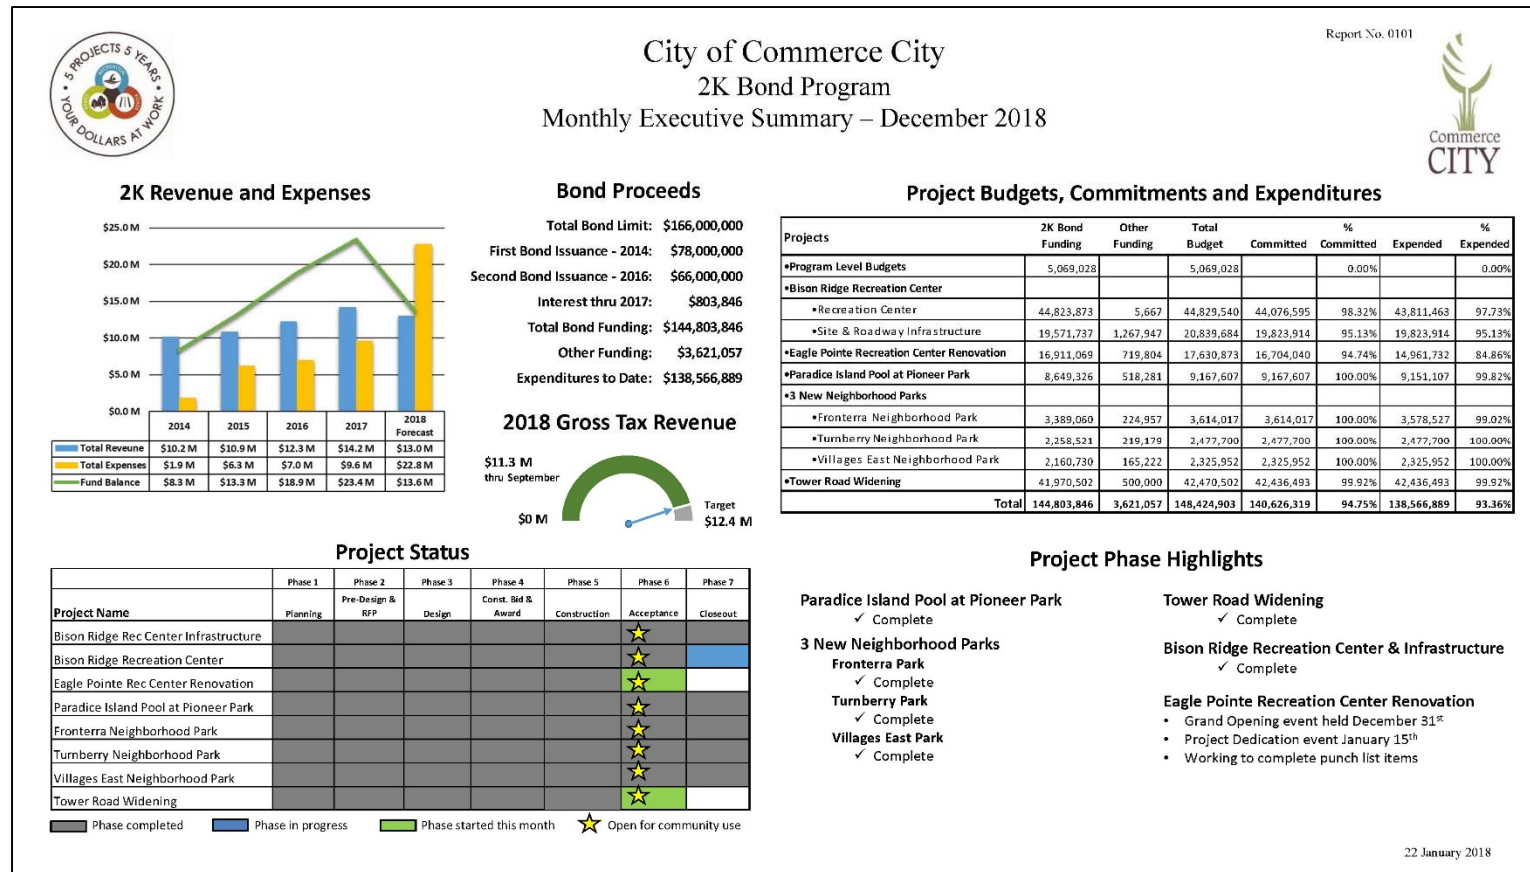 Report No. 0101
• 5 PROJECTS 5 YEARS •
YOUR DOLLARS AT WORK
City of Commerce City
2K Bond Program
Monthly Executive Summary – December 2018
Commerce
CITY
2K Revenue and Expenses
$25.0 M
$20.0 M
$15.0 M
$10.0 M
$5.0 M
$0.0 M
2014 2015 2016 2017 2018 Forecast
Total Reveune $10.2 M $10.9 M $12.3 M $14.2 M $13.0 M
Total Expenses $1.9 M $6.3 M $7.0 M $9.6 M $22.8 M
Fund Balance $8.3 M $13.3 M $18.9 M $23.4 M $13.6 M
Bond Proceeds
Total Bond Limit: $166,000,000
First Bond Issuance - 2014: $78,000,000
Second Bond Issuance - 2016: $66,000,000
Interest thru 2017: $803,846
Total Bond Funding: $144,803,846
Other Funding: $3,621,057
Expenditures to Date: $138,566,889
2018 Gross Tax Revenue
$11.3 M
thru September
$0 M
Target
$12.4 M
Project Budgets, Commitments and Expenditures
Projects 2K Bond Funding Other Funding Total Budget Committed % Committed Expended % Expended
•Program Level Budgets 5,069,028 5,069,028 0.00% 0.00%
•Bison Ridge Recreation Center
•Recreation Center 44,823,873 5,667 44,829,540 44,076,595 98.32% 43,811,463 97.73%
•Site & Roadway Infrastructure 19,571,737 1,267,947 20,839,684 19,823,914 95.13% 19,823,914 95.13%
•Eagle Pointe Recreation Center Renovation 16,911,069 719,804 17,630,873 16,704,040 94.74% 14,961,732 84.86%
•Paradice Island Pool at Pioneer Park 8,649,326 518,281 9,167,607 9,167,607 100.00% 9,151,107 99.82%
•3 New Neighborhood Parks
•Fronterra Neighborhood Park 3,389,060 224,957 3,614,017 3,614,017 100.00% 3,578,527 99.02%
•Turnberry Neighborhood Park 2,258,521 219,179 2,477,700 2,477,700 100.00% 2,477,700 100.00%
•Villages East Neighborhood Park 2,160,730 165,222 2,325,952 2,325,952 100.00% 2,325,952 100.00%
•Tower Road Widening 41,970,502 500,000 42,470,502 42,436,493 99.92% 42,436,493 99.92%
Total 144,803,846 3,621,057 148,424,903 140,626,319 94.75% 138,566,889 93.36%
Project Status
Phase 1 Phase 2 Phase 3 Phase 4 Phase 5 Phase 6 Phase 7
Project Name Planning Pre-Design & RFP Design Const. Bid & Award Construction Acceptance Closeout
Bison Ridge Rec Center Infrastructure
Bison Ridge Recreation Center
Eagle Pointe Rec Center Renovation
Paradice Island Pool at Pioneer Park
Fronterra Neighborhood Park
Turnberry Neighborhood Park
Villages East Neighborhood Park
Tower Road Widening
Phase completed Phase in progress Phase started this month Open for community use
Project Phase Highlights
Paradice Island Pool at Pioneer Park
✓ Complete
3 New Neighborhood Parks
Fronterra Park
✓ Complete
Turnberry Park
✓ Complete
Villages East Park
✓ Complete
Tower Road Widening
✓ Complete
Bison Ridge Recreation Center & Infrastructure
✓ Complete
Eagle Pointe Recreation Center Renovation
• Grand Opening event held December 31st
• Project Dedication event January 15th
• Working to complete punch list items
22 January 2018